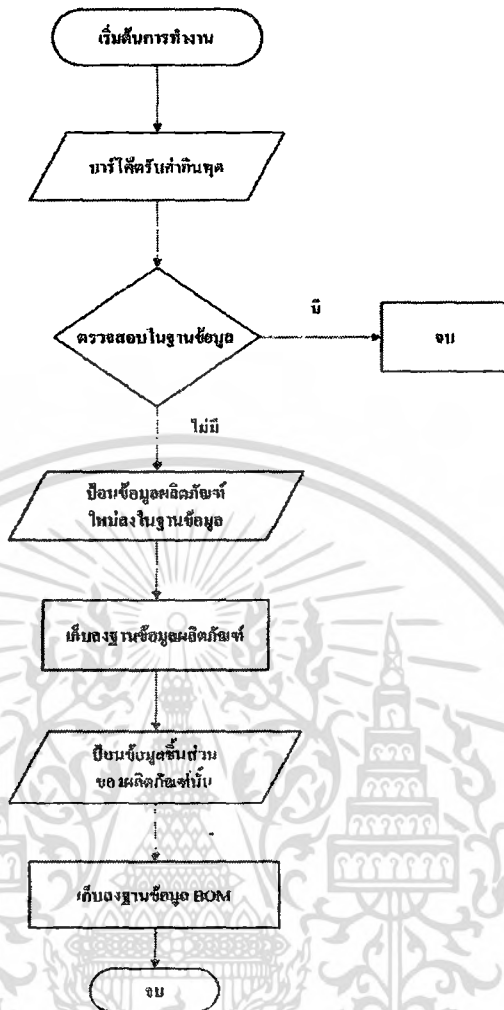 เริ่มต้นการทำงาน
บาร์โค๊ตรับค่าอินพุต
ตรวจสอบในฐานข้อมูล
มี
จบ
ไม่มี
ป้อนข้อมูลผลิตภัณฑ์
ใหม่ลงในฐานข้อมูล
เก็บลงฐานข้อมูลผลิตภัณฑ์
ป้อนข้อมูลชิ้นส่วน
ของผลิตภัณฑ์นั้น
เก็บลงฐานข้อมูล BOM
จบ